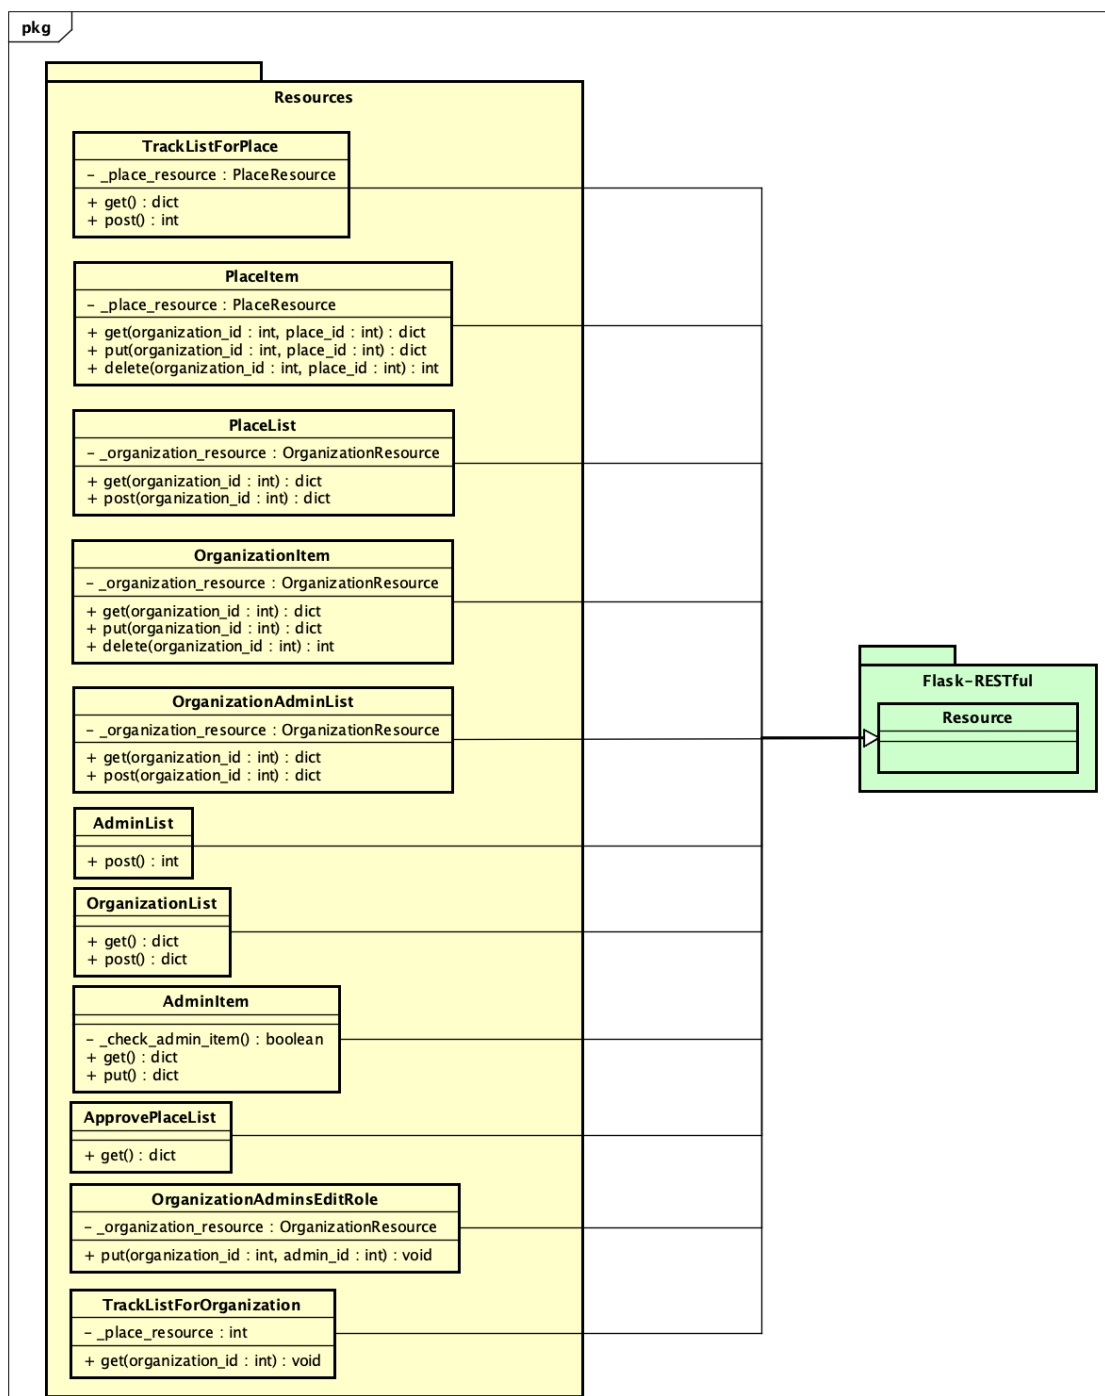 pkg
Resources
TrackListForPlace
- _place_resource : PlaceResource
+ get() : dict
+ post() : int
PlaceItem
- _place_resource : PlaceResource
+ get(organization_id : int, place_id : int) : dict
+ put(organization_id : int, place_id : int) : dict
+ delete(organization_id : int, place_id : int) : int
PlaceList
- _organization_resource : OrganizationResource
+ get(organization_id : int) : dict
+ post(organization_id : int) : dict
OrganizationItem
- _organization_resource : OrganizationResource
+ get(organization_id : int) : dict
+ put(organization_id : int) : dict
+ delete(organization_id : int) : int
OrganizationAdminList
- _organization_resource : OrganizationResource
+ get(organization_id : int) : dict
+ post(orgaization_id : int) : dict
AdminList
+ post() : int
OrganizationList
+ get() : dict
+ post() : dict
AdminItem
- _check_admin_item() : boolean
+ get() : dict
+ put() : dict
ApprovePlaceList
+ get() : dict
OrganizationAdminsEditRole
- _organization_resource : OrganizationResource
+ put(organization_id : int, admin_id : int) : void
TrackListForOrganization
- _place_resource : int
+ get(organization_id : int) : void
Flask-RESTful
Resource